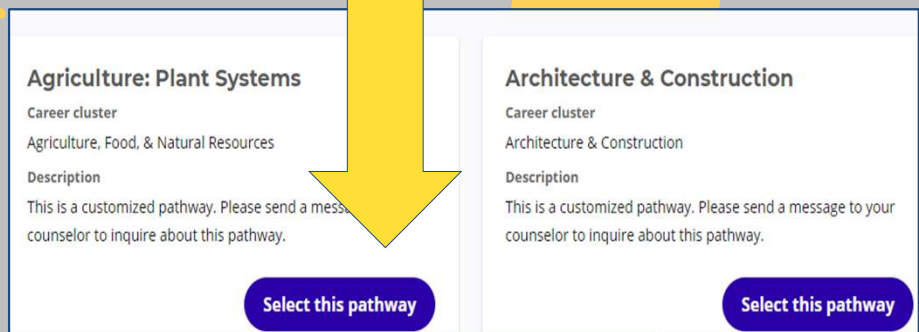 Agriculture: Plant Systems
Career cluster
Agriculture, Food, & Natural Resources
Description
This is a customized pathway. Please send a
counselor to inquire about this pathway.
Select this pathway
Architecture & Construction
Career cluster
Architecture & Construction
Description
This is a customized pathway. Please send a message to your
counselor to inquire about this pathway.
Select this pathway